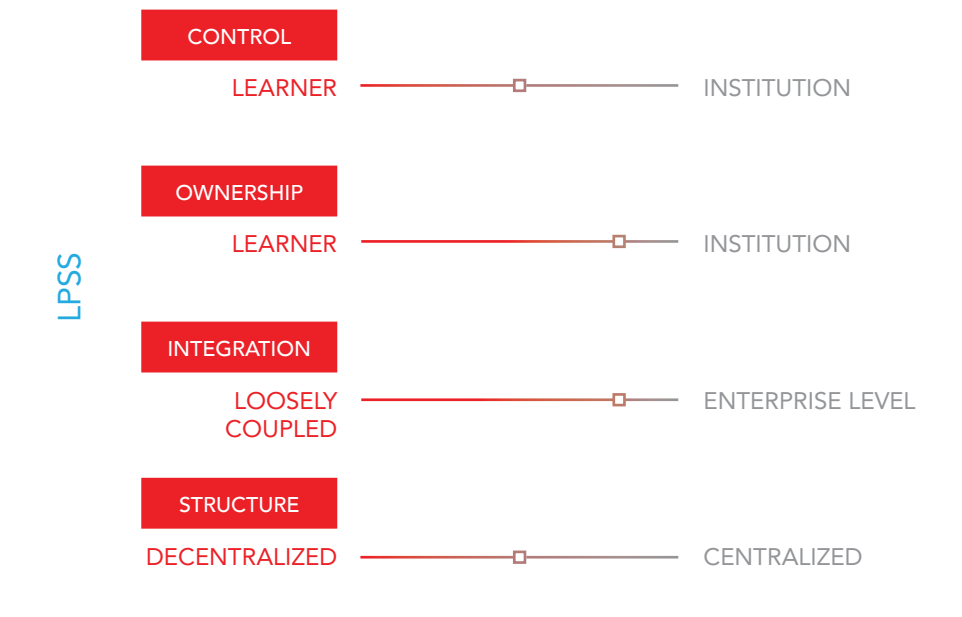 LPSS
CONTROL
LEARNER
INSTITUTION
OWNERSHIP
LEARNER
INSTITUTION
INTEGRATION
LOOSELY
COUPLED
ENTERPRISE LEVEL
STRUCTURE
DECENTRALIZED
CENTRALIZED